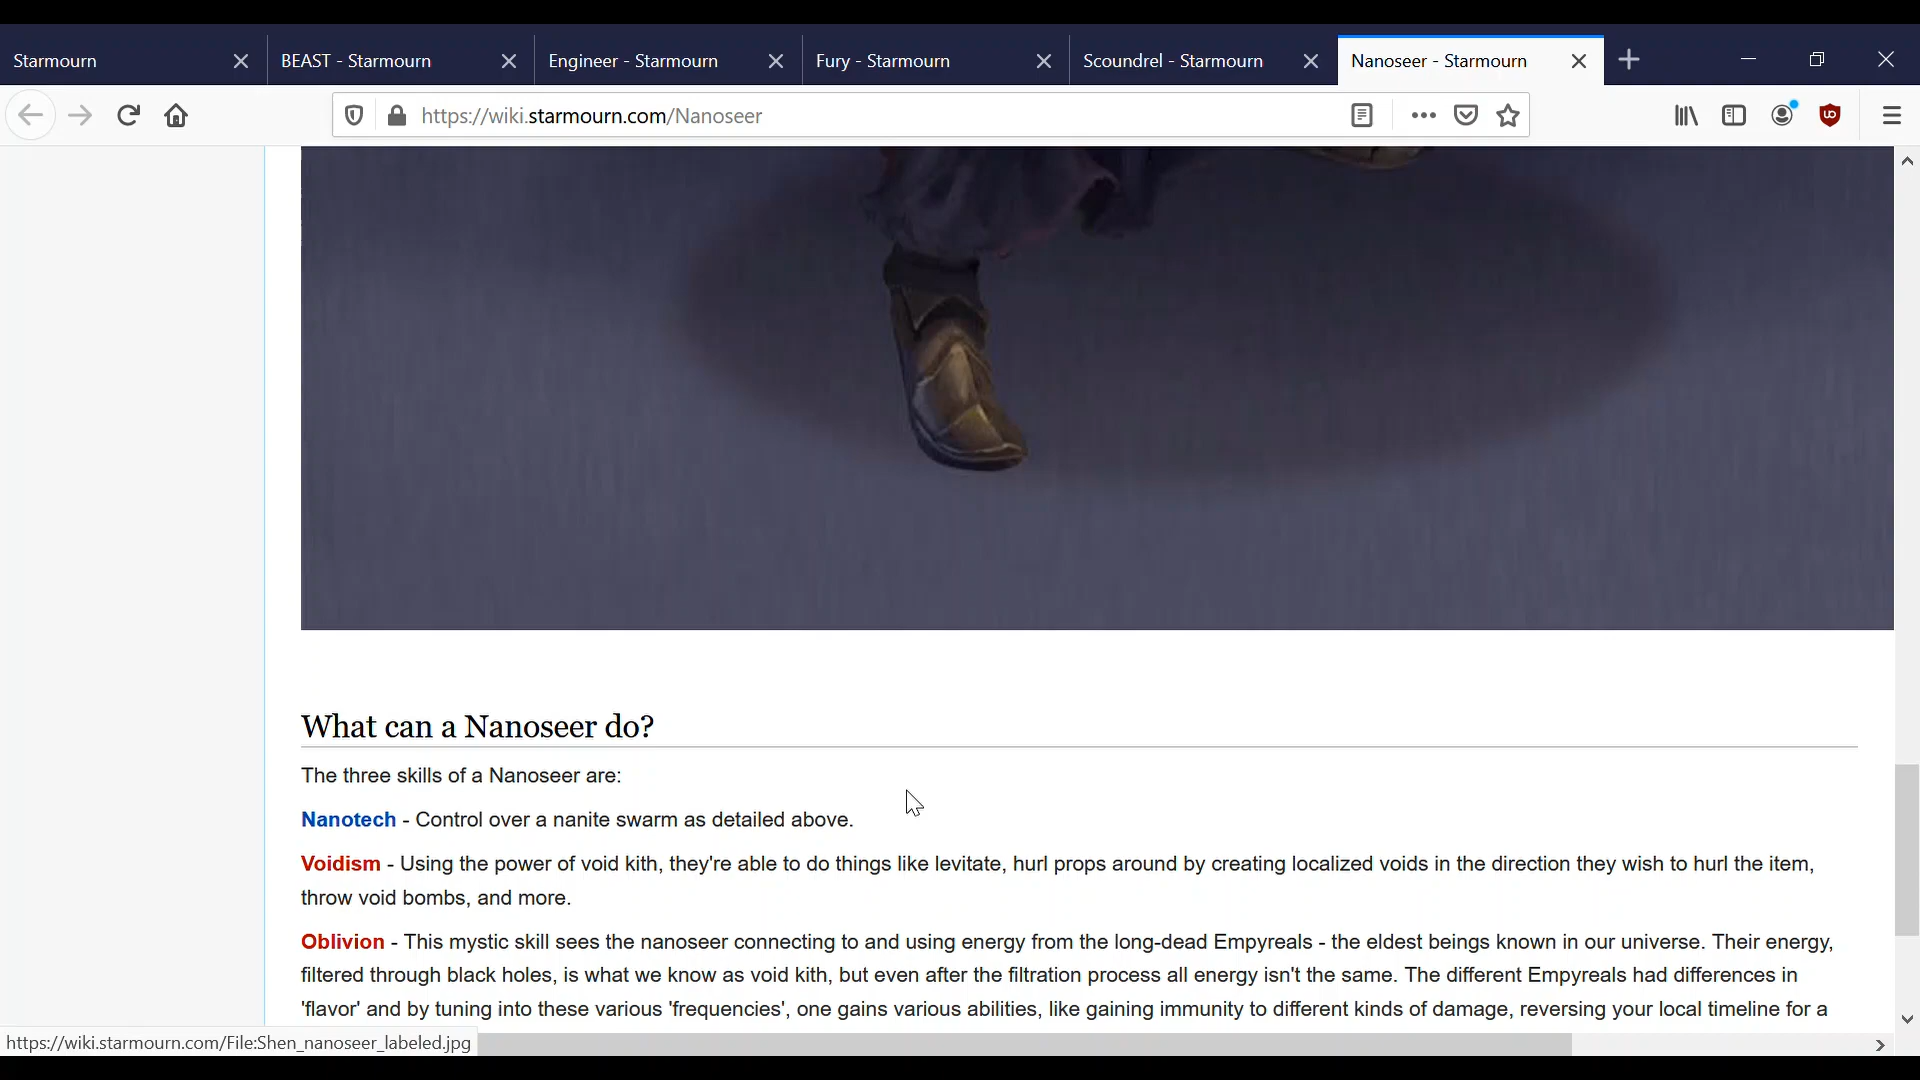 Starmourn
BEAST - Starmourn
Engineer - Starmourn
Fury - Starmourn
Scoundrel - Starmourn
Nanoseer - Starmourn
https://wiki.starmourn.com/Nanoseer
What can a Nanoseer do?
The three skills of a Nanoseer are:
Nanotech - Control over a nanite swarm as detailed above.
Voidism - Using the power of void kith, they're able to do things like levitate, hurl props around by creating localized voids in the direction they wish to hurl the item,
throw void bombs, and more.
Oblivion - This mystic skill sees the nanoseer connecting to and using energy from the long-dead Empyreals - the eldest beings known in our universe. Their energy,
filtered through black holes, is what we know as void kith, but even after the filtration process all energy isn't the same. The different Empyreals had differences in
'flavor' and by tuning into these various 'frequencies', one gains various abilities, like gaining immunity to different kinds of damage, reversing your local timeline for a
https://wiki.starmourn.com/File:Shen_nanoseer_labeled.jpg